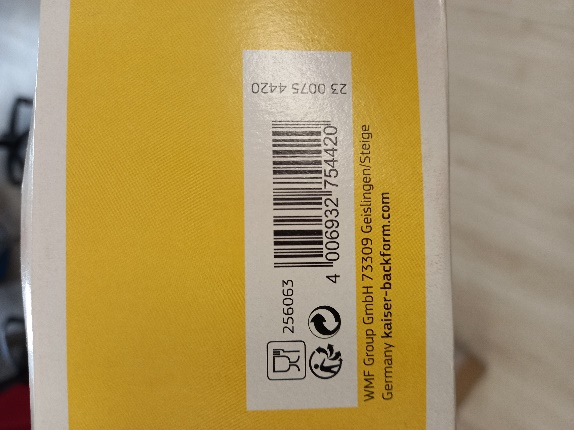 23 0075 4420
256063
4 006932 754420
WMF Group GmbH 73309 Geislingen/Steige
Germany kaiser-backform.com